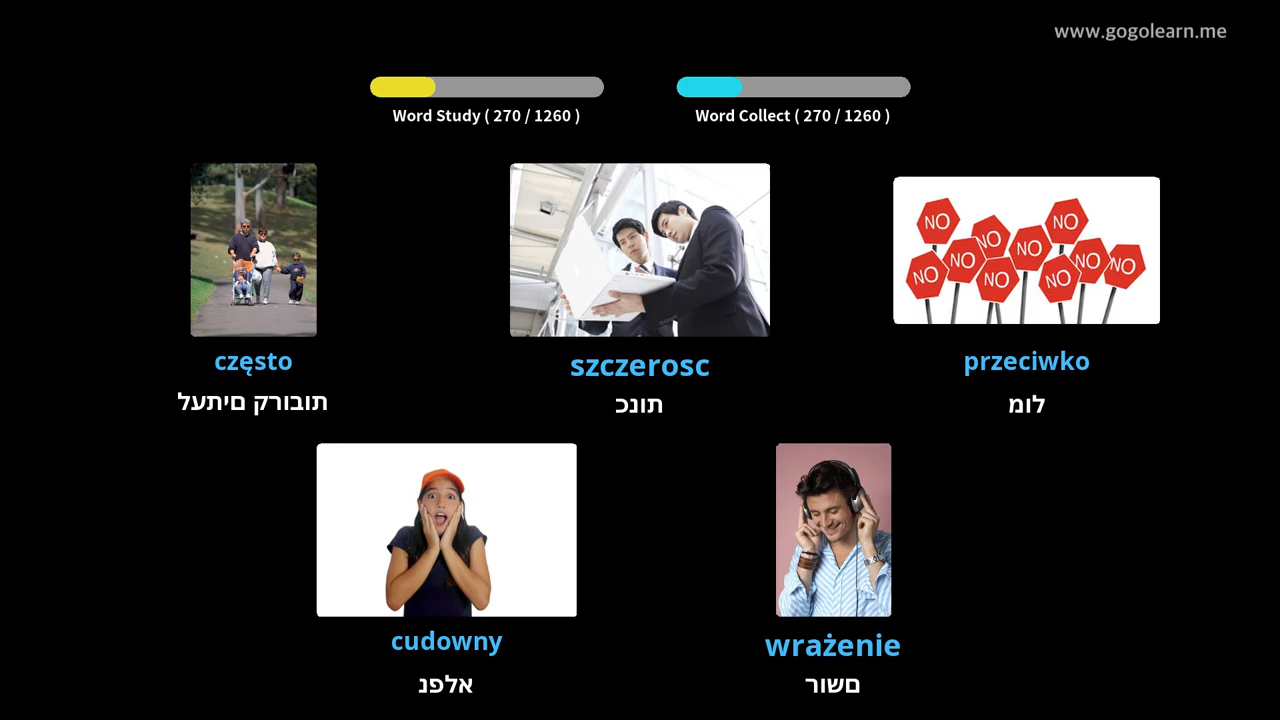 www.gogolearn.me
Word Study ( 270 / 1260 )
Word Collect ( 270 / 1260 )
często
תובורק םיתעל
szczerosc
תונכ
przeciwko
לומ
cudowny
אלפנ
wrażenie
םשור